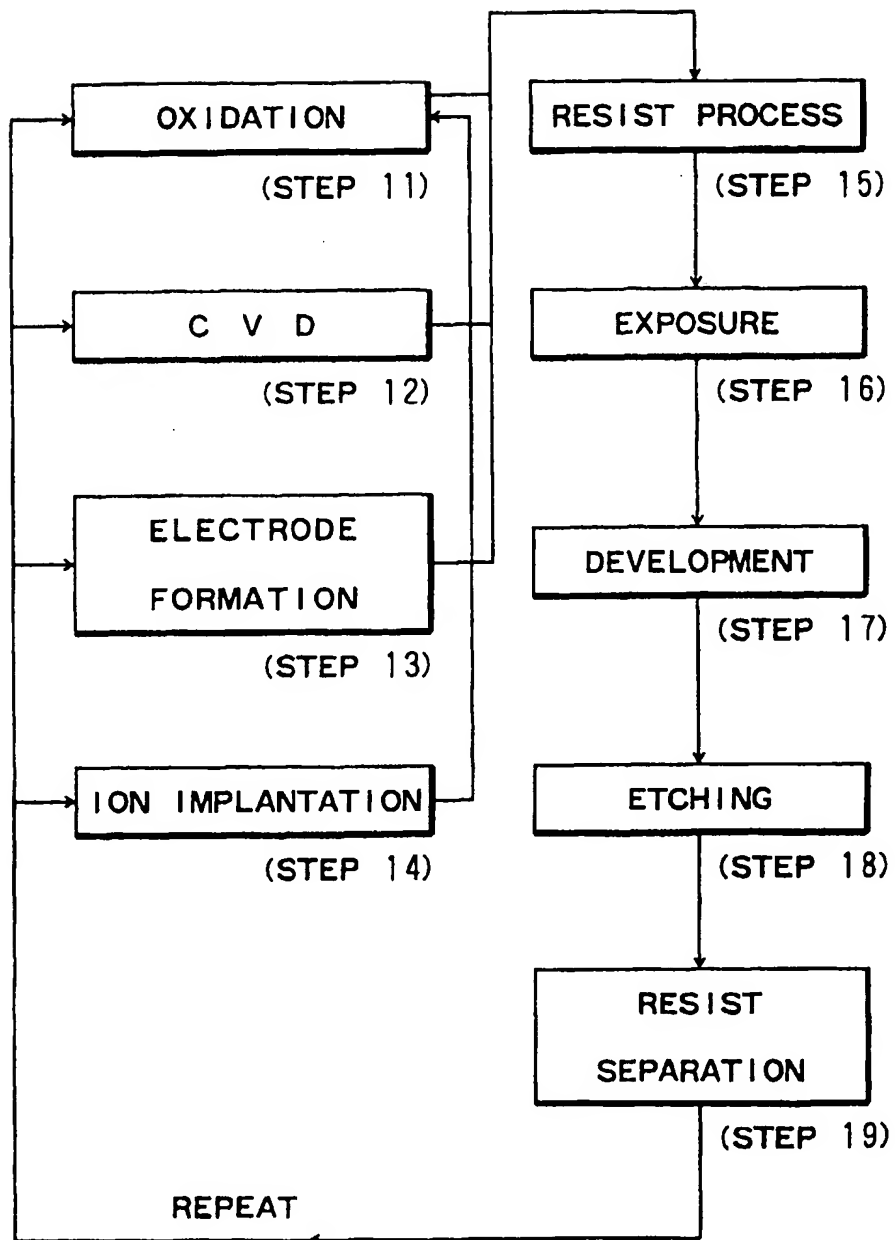 OXIDATION
(STEP 11)
C V D
(STEP 12)
ELECTRODE
FORMATION
(STEP 13)
ION IMPLANTATION
(STEP 14)
RESIST PROCESS
(STEP 15)
EXPOSURE
(STEP 16)
DEVELOPMENT
(STEP 17)
ETCHING
(STEP 18)
RESIST
SEPARATION
(STEP 19)
REPEAT